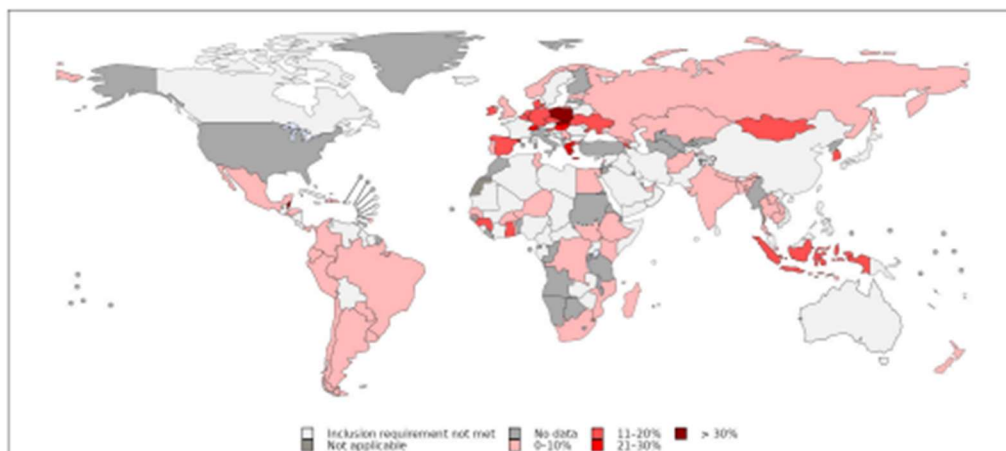 Inclusion requirement not met
Not applicable
No data
0–10%
11–20%
21–30%
> 30%